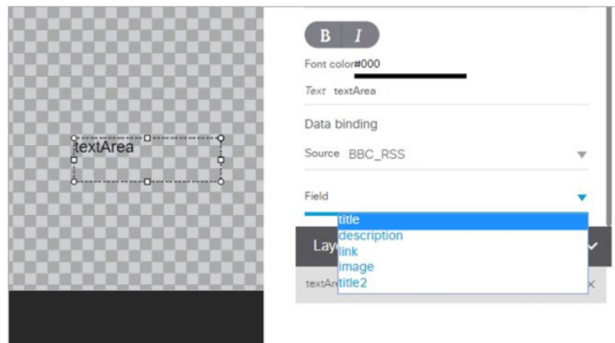 textArea
B I
Font color#000
Text textArea
Data binding
Source BBC_RSS
Field
title
description
Lay
link
image
textAr
title2